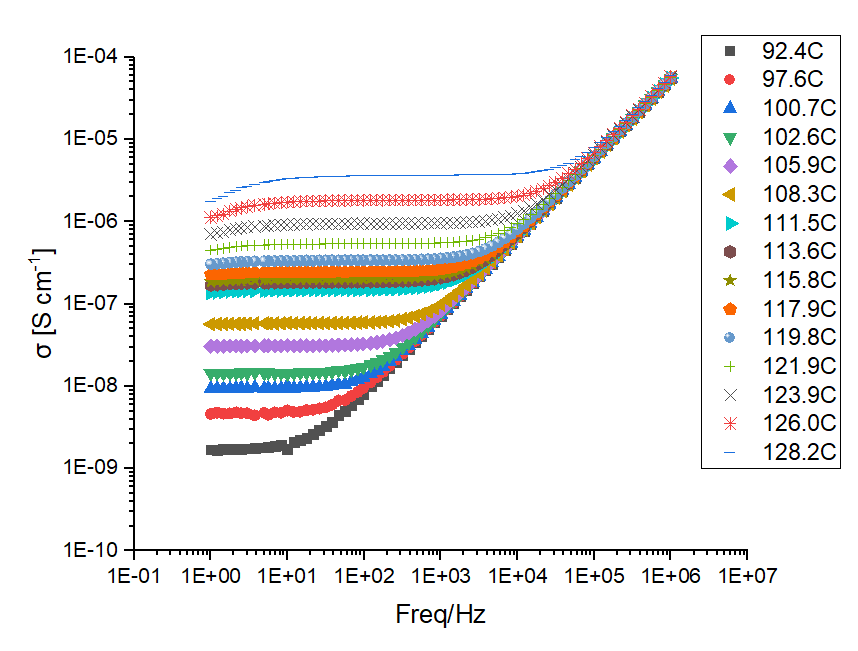 1E-04
1E-05
1E-06
1E-07
1E-08
1E-09
1E-10
σ [S cm⁻¹]
1E-01 1E+00 1E+01 1E+02 1E+03 1E+04 1E+05 1E+06 1E+07
Freq/Hz
92.4C
97.6C
100.7C
102.6C
105.9C
108.3C
111.5C
113.6C
115.8C
117.9C
119.8C
121.9C
123.9C
126.0C
128.2C